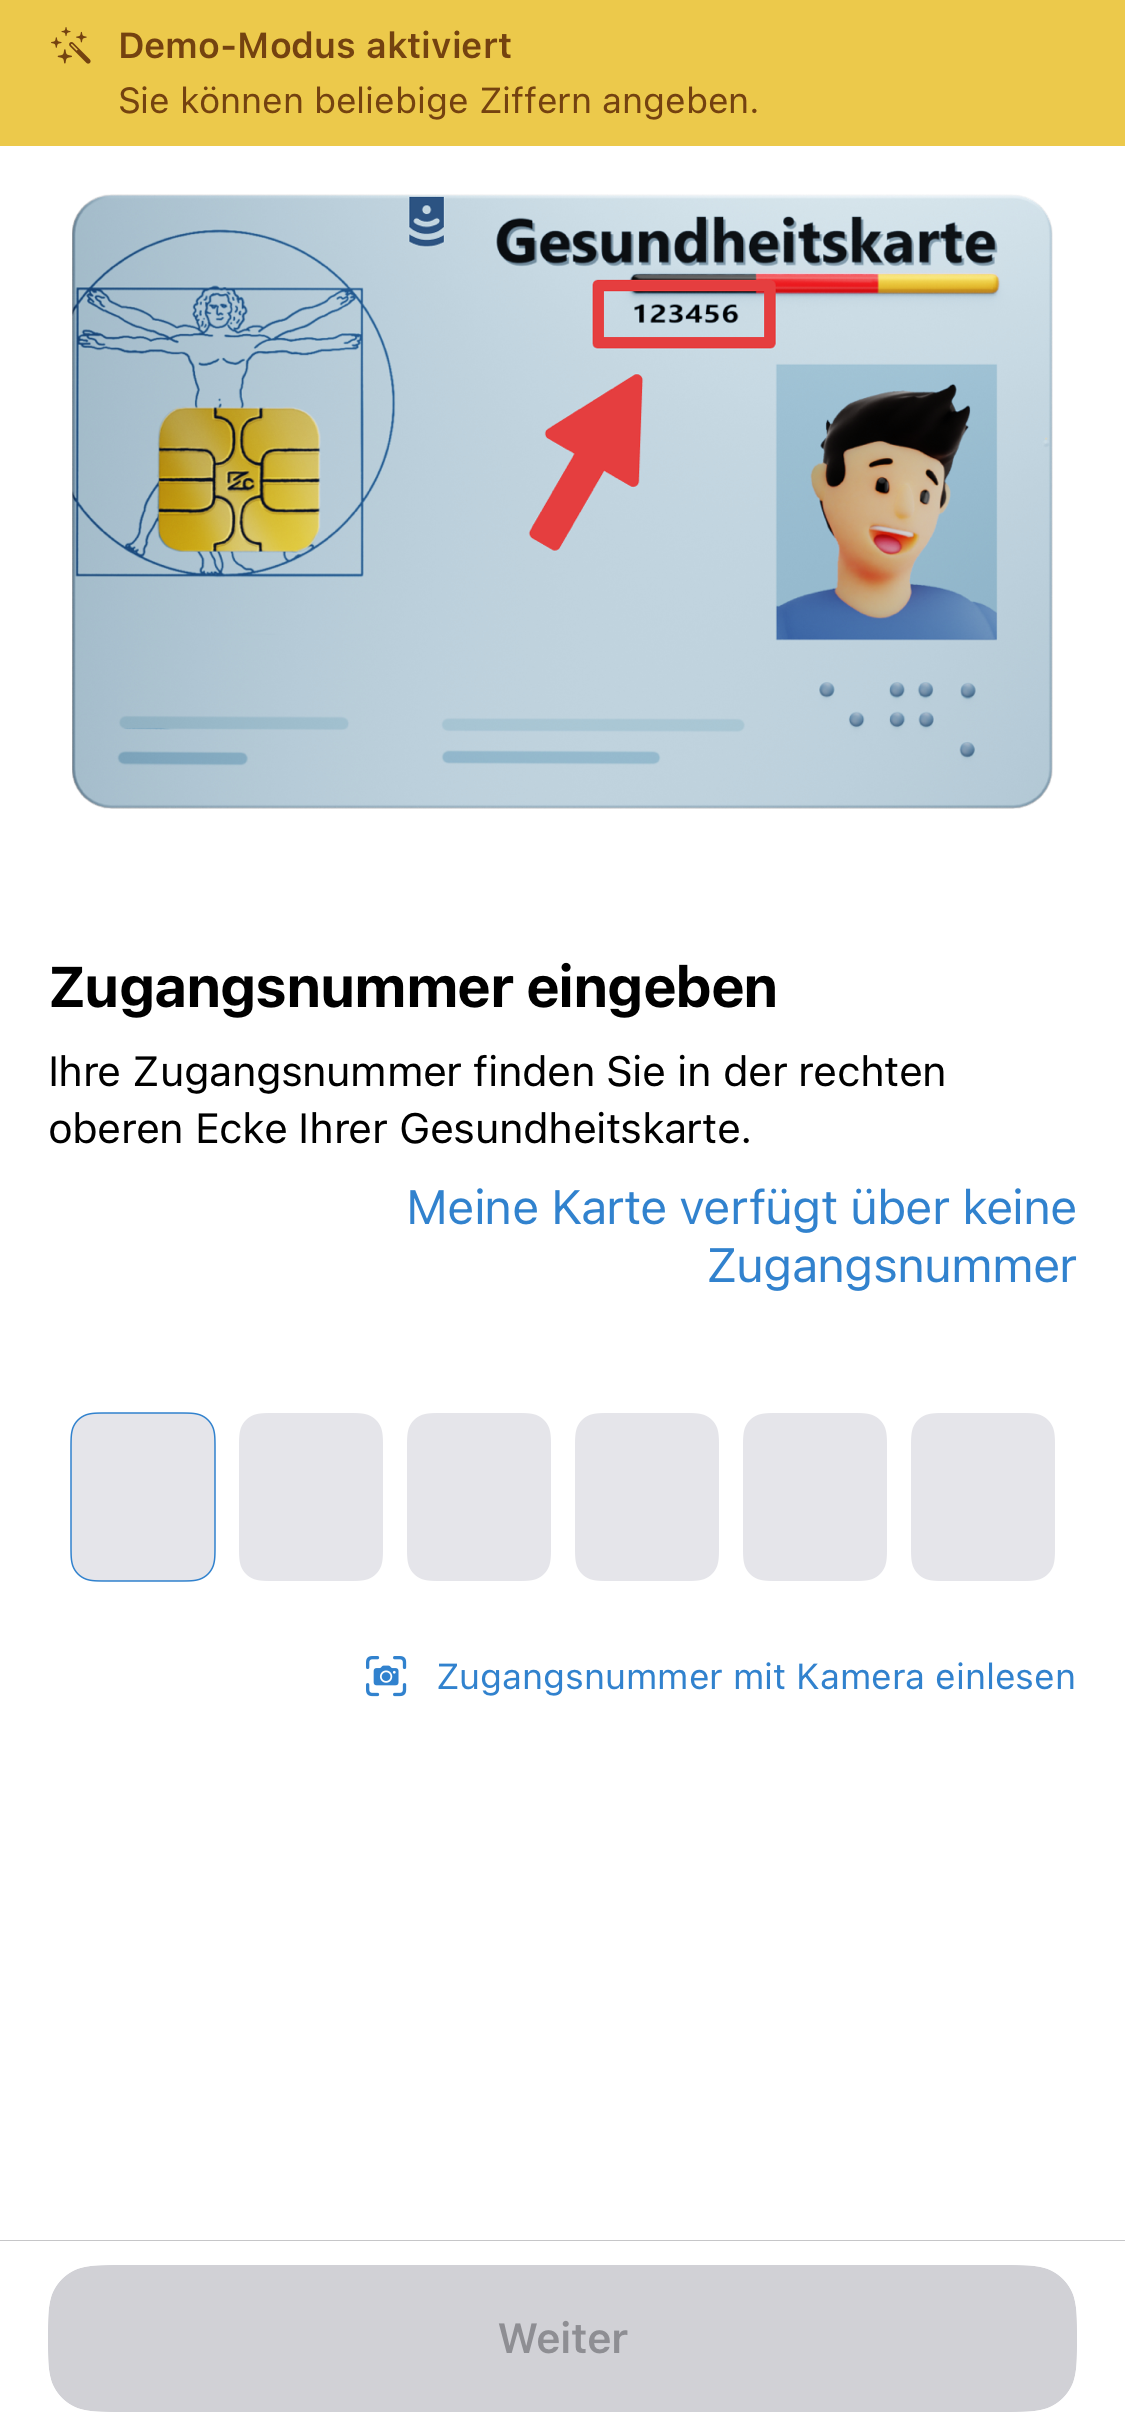 Demo-Modus aktiviert
Sie können beliebige Ziffern angeben.
Gesundheitskarte
123456
Zugangsnummer eingeben
Ihre Zugangsnummer finden Sie in der rechten
oberen Ecke Ihrer Gesundheitskarte.
Meine Karte verfügt über keine
Zugangsnummer
Zugangsnummer mit Kamera einlesen
Weiter